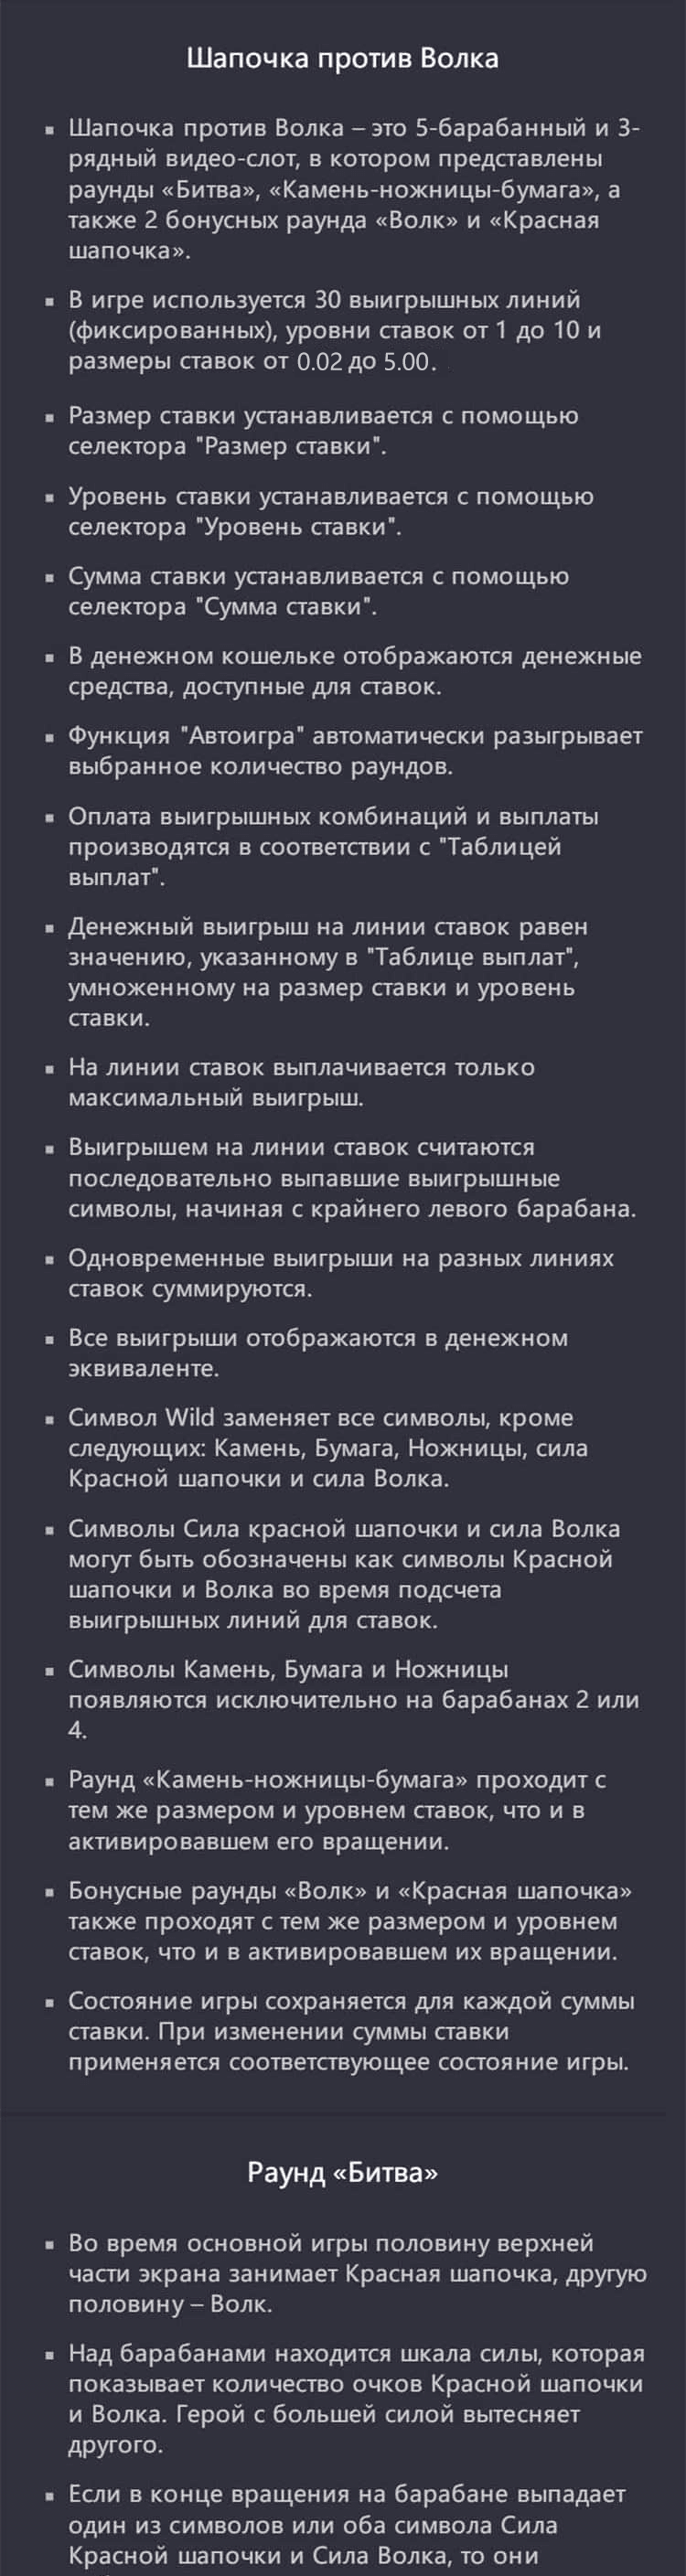 Шапочка против Волка
▪ Шапочка против Волка – это 5-барабанный и 3-
рядный видео-слот, в котором представлены
раунды «Битва», «Камень-ножницы-бумага», а
также 2 бонусных раунда «Волк» и «Красная
шапочка».
▪ В игре используется 30 выигрышных линий
(фиксированных), уровни ставок от 1 до 10 и
размеры ставок от 0.02 до 5.00.
▪ Размер ставки устанавливается с помощью
селектора "Размер ставки".
▪ Уровень ставки устанавливается с помощью
селектора "Уровень ставки".
▪ Сумма ставки устанавливается с помощью
селектора "Сумма ставки".
▪ В денежном кошельке отображаются денежные
средства, доступные для ставок.
▪ Функция "Автоигра" автоматически разыгрывает
выбранное количество раундов.
▪ Оплата выигрышных комбинаций и выплаты
производятся в соответствии с "Таблицей
выплат".
▪ Денежный выигрыш на линии ставок равен
значению, указанному в "Таблице выплат",
умноженному на размер ставки и уровень
ставки.
▪ На линии ставок выплачивается только
максимальный выигрыш.
▪ Выигрышем на линии ставок считаются
последовательно выпавшие выигрышные
символы, начиная с крайнего левого барабана.
▪ Одновременные выигрыши на разных линиях
ставок суммируются.
▪ Все выигрыши отображаются в денежном
эквиваленте.
▪ Символ Wild заменяет все символы, кроме
следующих: Камень, Бумага, Ножницы, сила
Красной шапочки и сила Волка.
▪ Символы Сила красной шапочки и сила Волка
могут быть обозначены как символы Красной
шапочки и Волка во время подсчета
выигрышных линий для ставок.
▪ Символы Камень, Бумага и Ножницы
появляются исключительно на барабанах 2 или
4.
▪ Раунд «Камень-ножницы-бумага» проходит с
тем же размером и уровнем ставок, что и в
активировавшем его вращении.
▪ Бонусные раунды «Волк» и «Красная шапочка»
также проходят с тем же размером и уровнем
ставок, что и в активировавшем их вращении.
▪ Состояние игры сохраняется для каждой суммы
ставки. При изменении суммы ставки
применяется соответствующее состояние игры.
Раунд «Битва»
▪ Во время основной игры половину верхней
части экрана занимает Красная шапочка, другую
половину – Волк.
▪ Над барабанами находится шкала силы, которая
показывает количество очков Красной шапочки
и Волка. Герой с большей силой вытесняет
другого.
▪ Если в конце вращения на барабане выпадает
один из символов или оба символа Сила
Красной шапочки и Сила Волка, то они